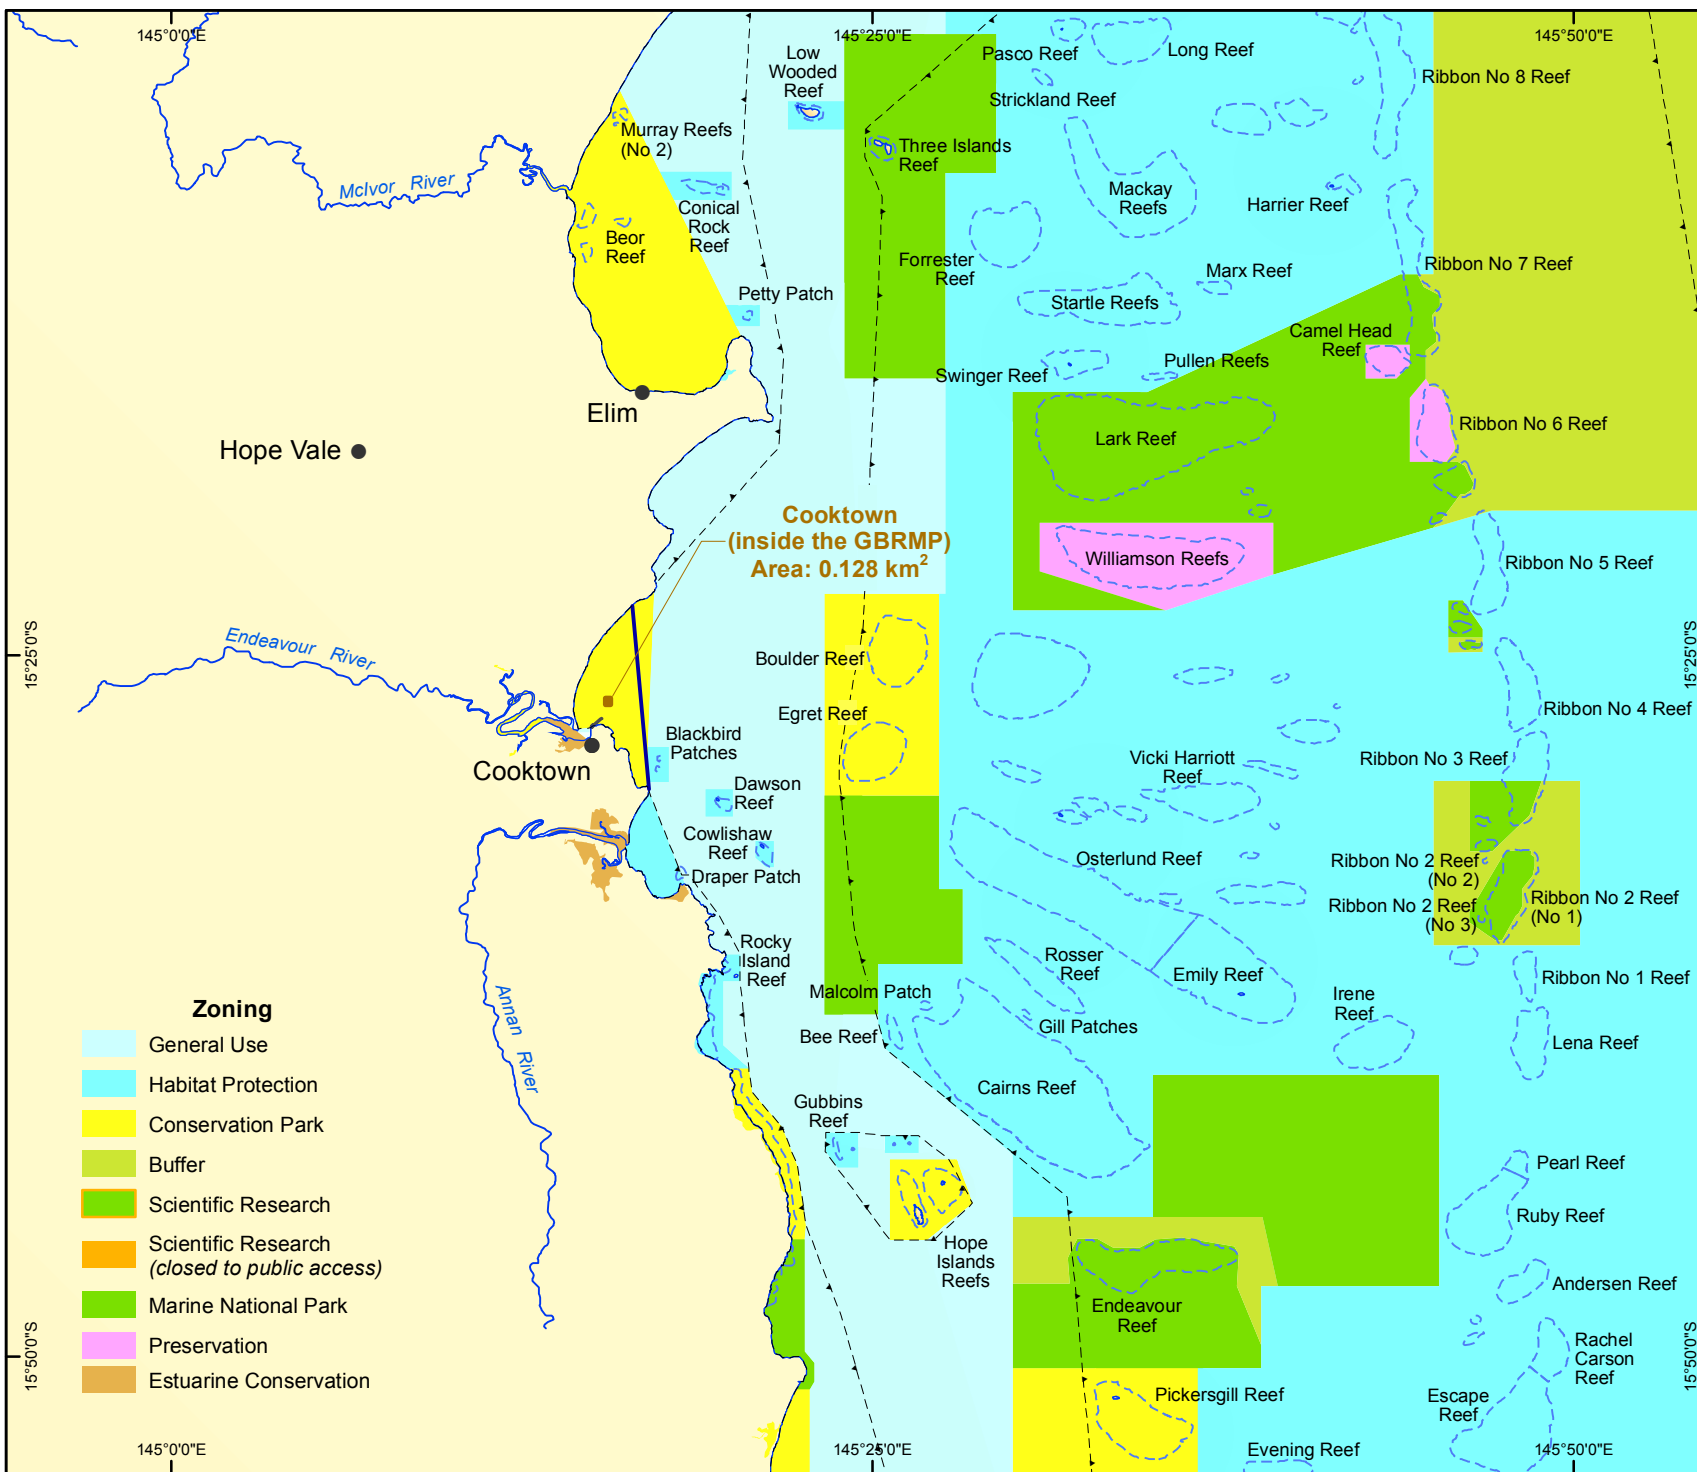 145°0'0"E
145°25'0"E
145°50'0"E
Low
Wooded
Reef
Pasco Reef
Long Reef
Ribbon No 8 Reef
Strickland Reef
Murray Reefs
(No 2)
Three Islands
Reef
McIvor River
Conical
Rock
Reef
Mackay
Reefs
Harrier Reef
Beor
Reef
Forrester
Reef
Marx Reef
Ribbon No 7 Reef
Petty Patch
Startle Reefs
Camel Head
Reef
Swinger Reef
Pullen Reefs
Elim
Lark Reef
Ribbon No 6 Reef
Hope Vale
Cooktown
(inside the GBRMP)
Area: 0.128 km²
Williamson Reefs
Ribbon No 5 Reef
Endeavour River
15°25'0"S
15°25'0"S
Boulder Reef
Egret Reef
Ribbon No 4 Reef
Blackbird
Patches
Cooktown
Vicki Harriott
Reef
Ribbon No 3 Reef
Dawson
Reef
Cowlishaw
Reef
Osterlund Reef
Ribbon No 2 Reef
(No 2)
Draper Patch
Ribbon No 2 Reef
(No 3)
Ribbon No 2 Reef
(No 1)
Rocky
Island
Reef
Rosser
Reef
Emily Reef
Ribbon No 1 Reef
Malcolm Patch
Irene
Reef
Annan River
Gill Patches
Bee Reef
Lena Reef
Cairns Reef
Gubbins
Reef
Pearl Reef
Ruby Reef
Hope
Islands
Reefs
Andersen Reef
Endeavour
Reef
Rachel
Carson
Reef
15°50'0"S
15°50'0"S
Pickersgill Reef
Escape
Reef
Evening Reef
Zoning
General Use
Habitat Protection
Conservation Park
Buffer
Scientific Research
Scientific Research
(closed to public access)
Marine National Park
Preservation
Estuarine Conservation
145°0'0"E
145°25'0"E
145°50'0"E